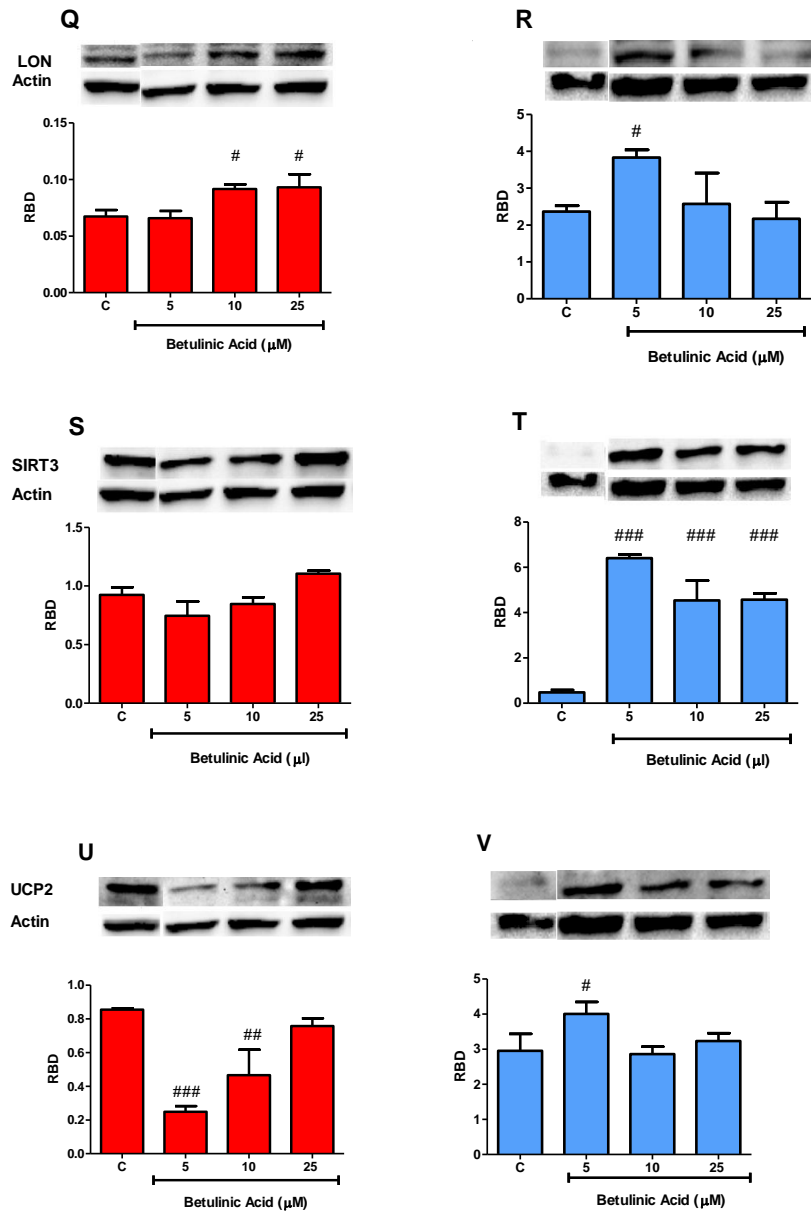 Q
LON
Actin
0.15
0.10
0.05
0.00
RBD
#
#
C
5
10
25
Betulinic Acid (μM)
R
6
4
2
0
RBD
#
C
5
10
25
Betulinic Acid (μM)
S
SIRT3
Actin
1.5
1.0
0.5
0.0
RBD
C
5
10
25
Betulinic Acid (μl)
T
8
6
4
2
0
RBD
###
###
###
C
5
10
25
Betulinic Acid (μl)
U
UCP2
Actin
1.0
0.8
0.6
0.4
0.2
0.0
RBD
###
##
C
5
10
25
Betulinic Acid (μM)
V
5
4
3
2
1
0
RBD
#
C
5
10
25
Betulinic Acid (μM)